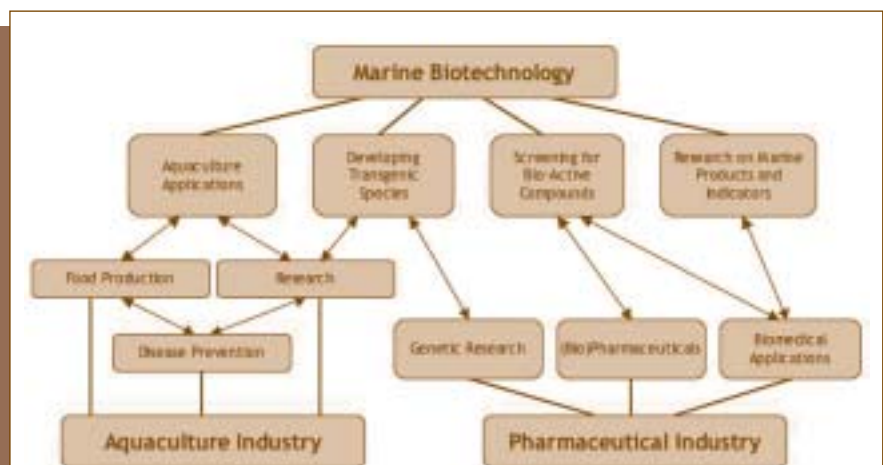 Marine Biotechnology
Aquaculture
Applications
Developing
Transgenic
Species
Screening for
Bio-Active
Compounds
Research on Marine
Products and
Indicators
Food Production
Research
Disease Prevention
Genetic Research
(Bio)Pharmaceuticals
Biomedical
Applications
Aquaculture Industry
Pharmaceutical Industry